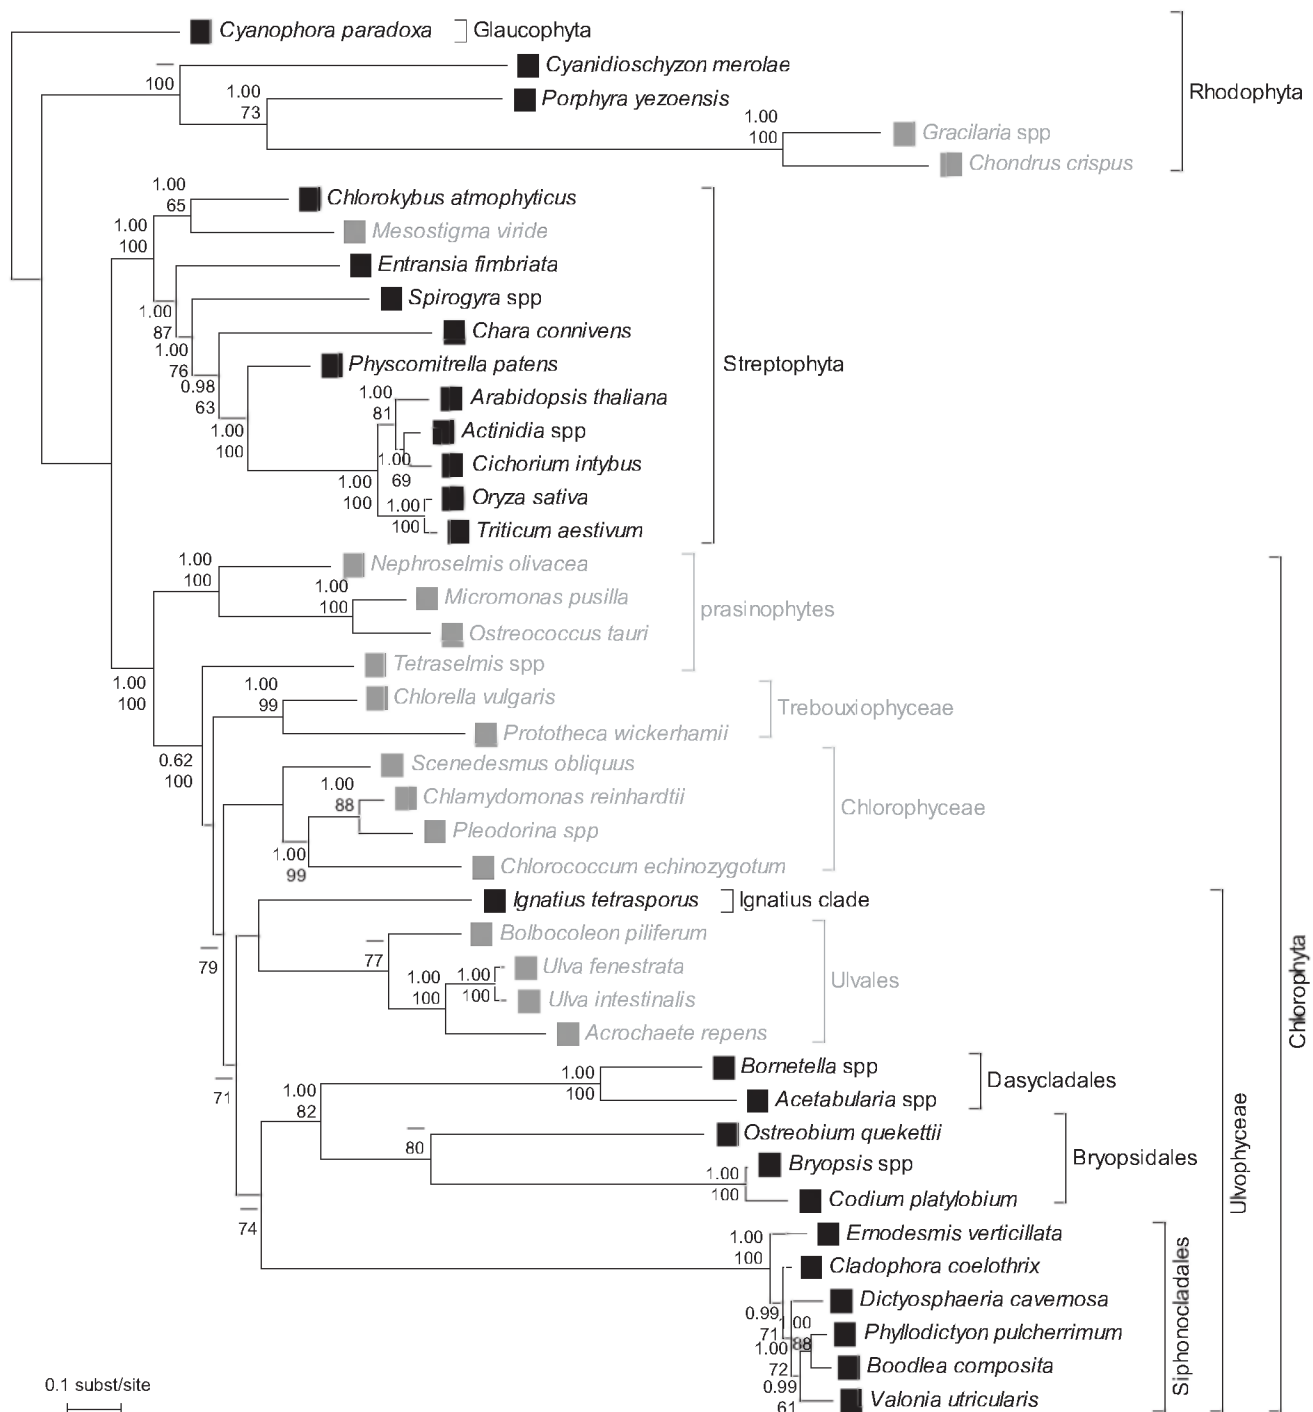 Cyanophora paradoxa
Glaucophyta
—
100
Cyanidioschyzon merolae
Rhodophyta
1.00
73
Porphyra yezoensis
1.00
100
Gracilaria spp
Chondrus crispus
1.00
65
Chlorokybus atmophyticus
1.00
100
Mesostigma viride
Entransia fimbriata
1.00
87
Spirogyra spp
1.00
76
Chara connivens
0.98
63
Physcomitrella patens
Streptophyta
1.00
81
Arabidopsis thaliana
1.00
100
Actinidia spp
1.00
69
Cichorium intybus
1.00
100
Oryza sativa
1.00
100
Triticum aestivum
1.00
100
Nephroselmis olivacea
1.00
100
Micromonas pusilla
prasinophytes
Ostreococcus tauri
Tetraselmis spp
1.00
100
1.00
99
Chlorella vulgaris
Trebouxiophyceae
Prototheca wickerhamii
0.62
100
Scenedesmus obliquus
1.00
88
Chlamydomonas reinhardtii
Chlorophyceae
Pleodorina spp
1.00
99
Chlorococcum echinozygotum
Ignatius tetrasporus
Ignatius clade
—
79
—
77
Bolbocoleon piliferum
1.00
100
1.00
100
Ulva fenestrata
Ulvales
Ulva intestinalis
Acrochaete repens
Chlorophyta
—
71
1.00
82
1.00
100
Bornetella spp
Dasycladales
Acetabularia spp
—
80
Ostreobium quekettii
Bryopsidales
1.00
100
Bryopsis spp
Codium platylobium
Ulvophyceae
—
74
1.00
100
Ernodesmis verticillata
Cladophora coelothrix
0.99
71
Dictyosphaeria cavernosa
00
88
Phyllodictyon pulcherrimum
1.00
72
Boodlea composita
0.99
61
Valonia utricularis
Siphonocladales
0.1 subst/site